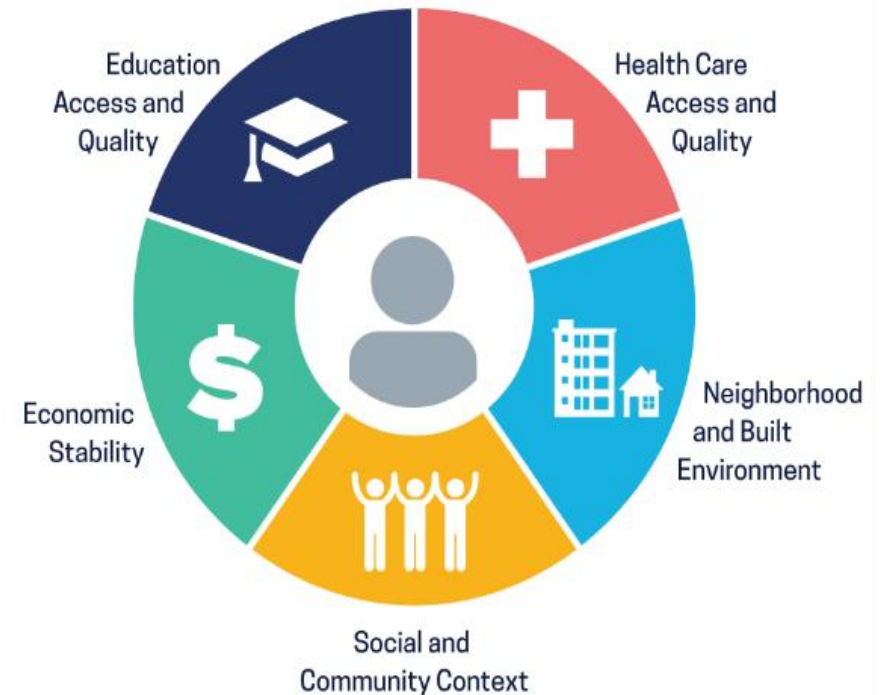 Education
Access and
Quality
Health Care
Access and
Quality
Economic
Stability
$
Neighborhood
and Built
Environment
Social and
Community Context